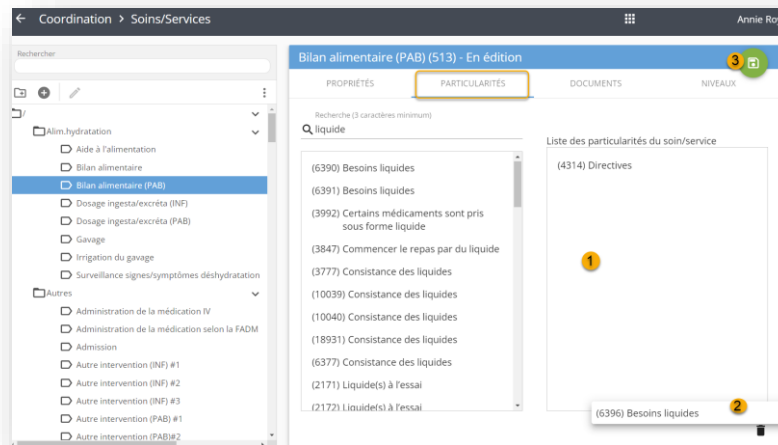 Coordination > Soins/Services
Annie Roy
Rechercher
/
Alim.hydratation
Aide à l'alimentation
Bilan alimentaire
Bilan alimentaire (PAB)
Dosage ingesta/excréta (INF)
Dosage ingesta/excréta (PAB)
Gavage
Irrigation du gavage
Surveillance signes/symptômes déshydratation
Autres
Administration de la médication IV
Administration de la médication selon la FADM
Admission
Autre intervention (INF) #1
Autre intervention (INF) #2
Autre intervention (INF) #3
Autre intervention (PAB) #1
Autre intervention (PAB)#2
Bilan alimentaire (PAB) (513) - En édition
3
PROPRIÉTÉS PARTICULARITÉS DOCUMENTS NIVEAUX
Recherche (3 caractères minimum)
liquide
(6390) Besoins liquides
(6391) Besoins liquides
(3992) Certains médicaments sont pris
sous forme liquide
(3847) Commencer le repas par du liquide
(3777) Consistance des liquides
(10039) Consistance des liquides
(10040) Consistance des liquides
(18931) Consistance des liquides
(6377) Consistance des liquides
(2171) Liquide(s) à l'essai
(2172) Liquide(s) à l'essai
Liste des particularités du soin/service
(4314) Directives
1
(6396) Besoins liquides
2